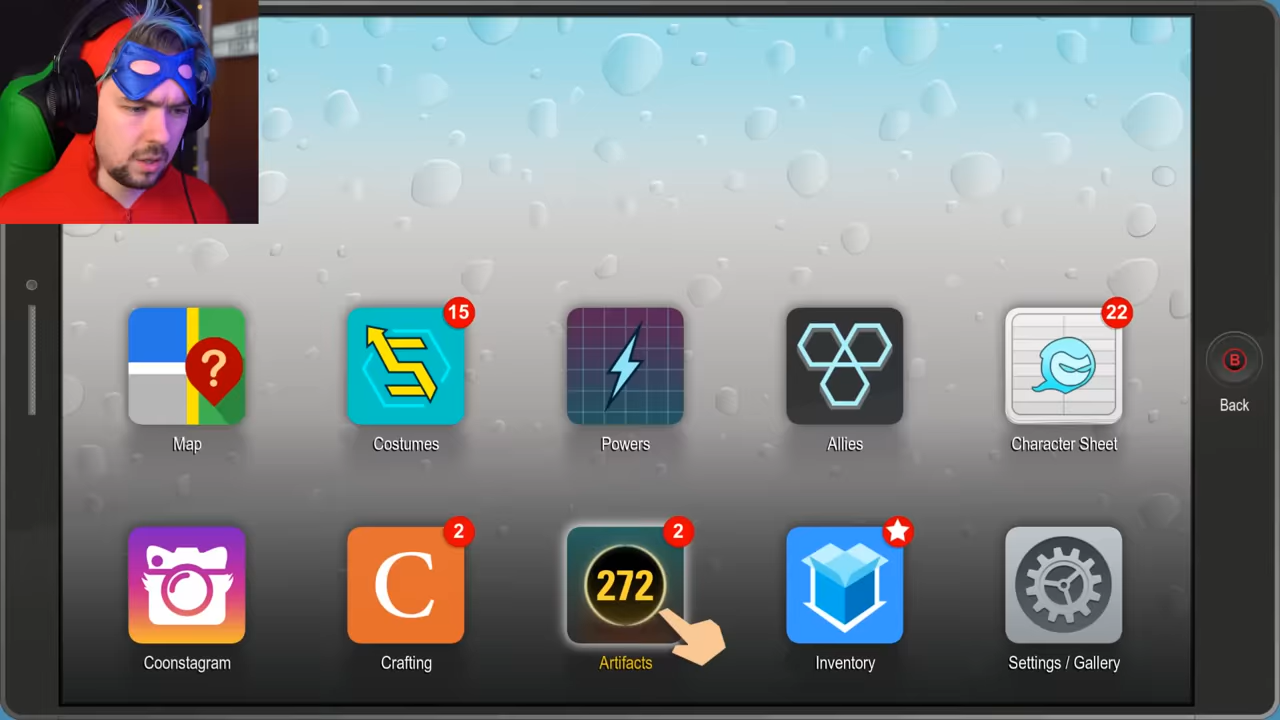 15
22
?
Map
Costumes
Powers
Allies
Character Sheet
B
Back
2
2
C
272
Coonstagram
Crafting
Artifacts
Inventory
Settings / Gallery